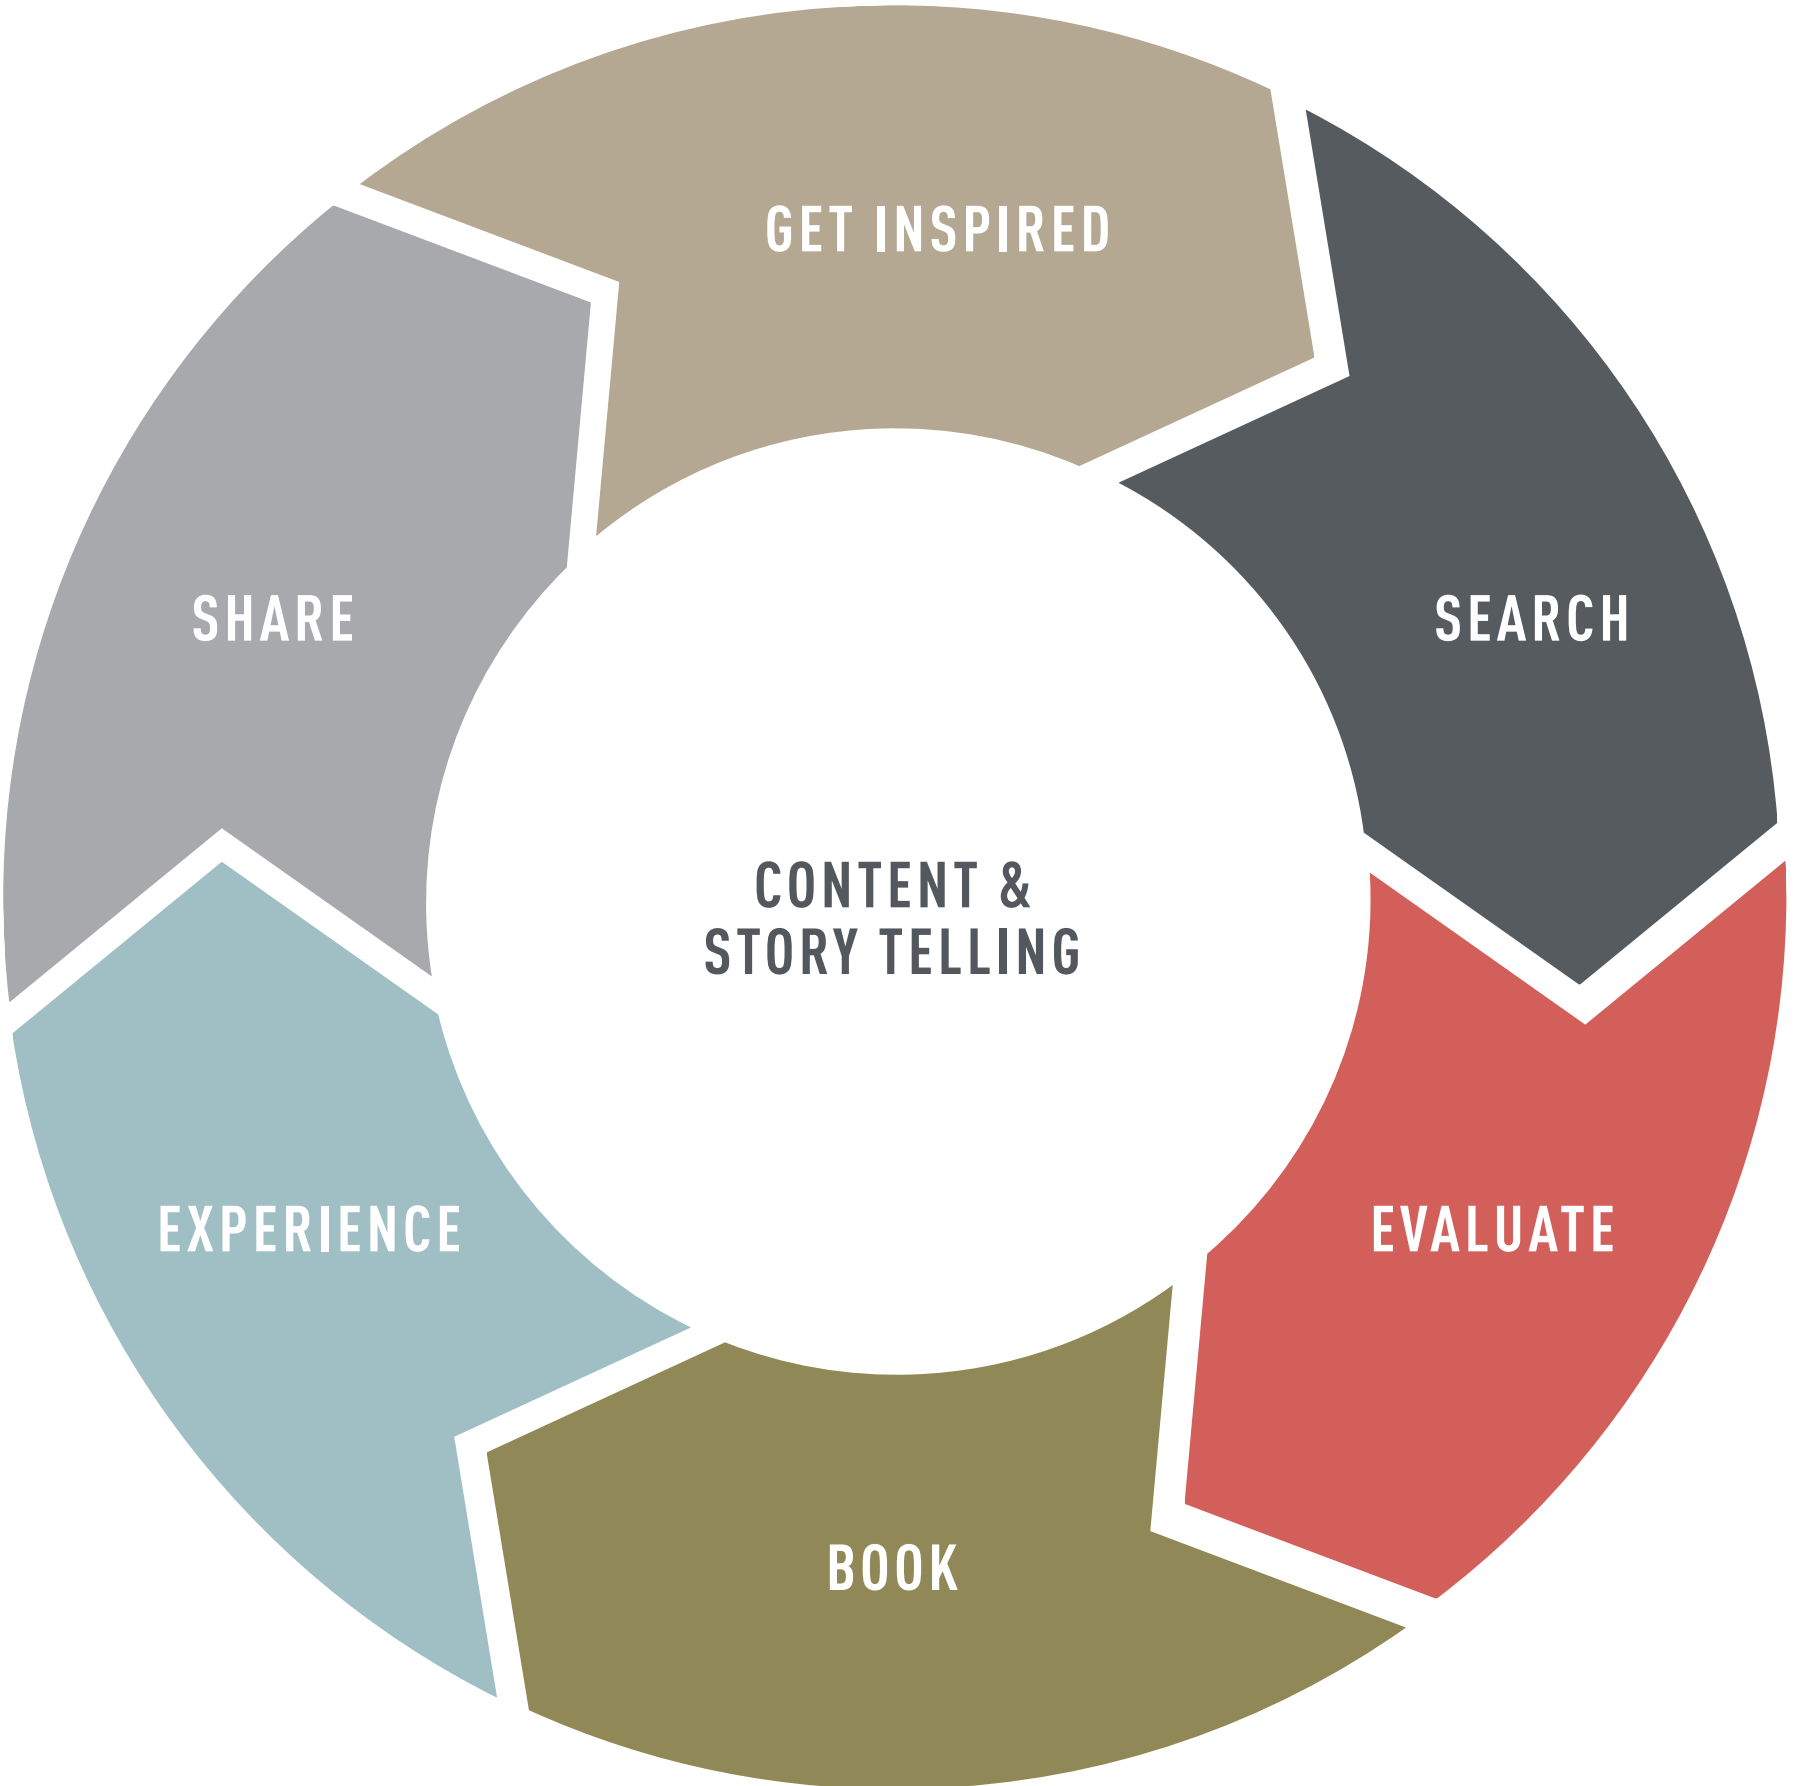 GET INSPIRED
SEARCH
EVALUATE
BOOK
EXPERIENCE
SHARE
CONTENT &
STORY TELLING